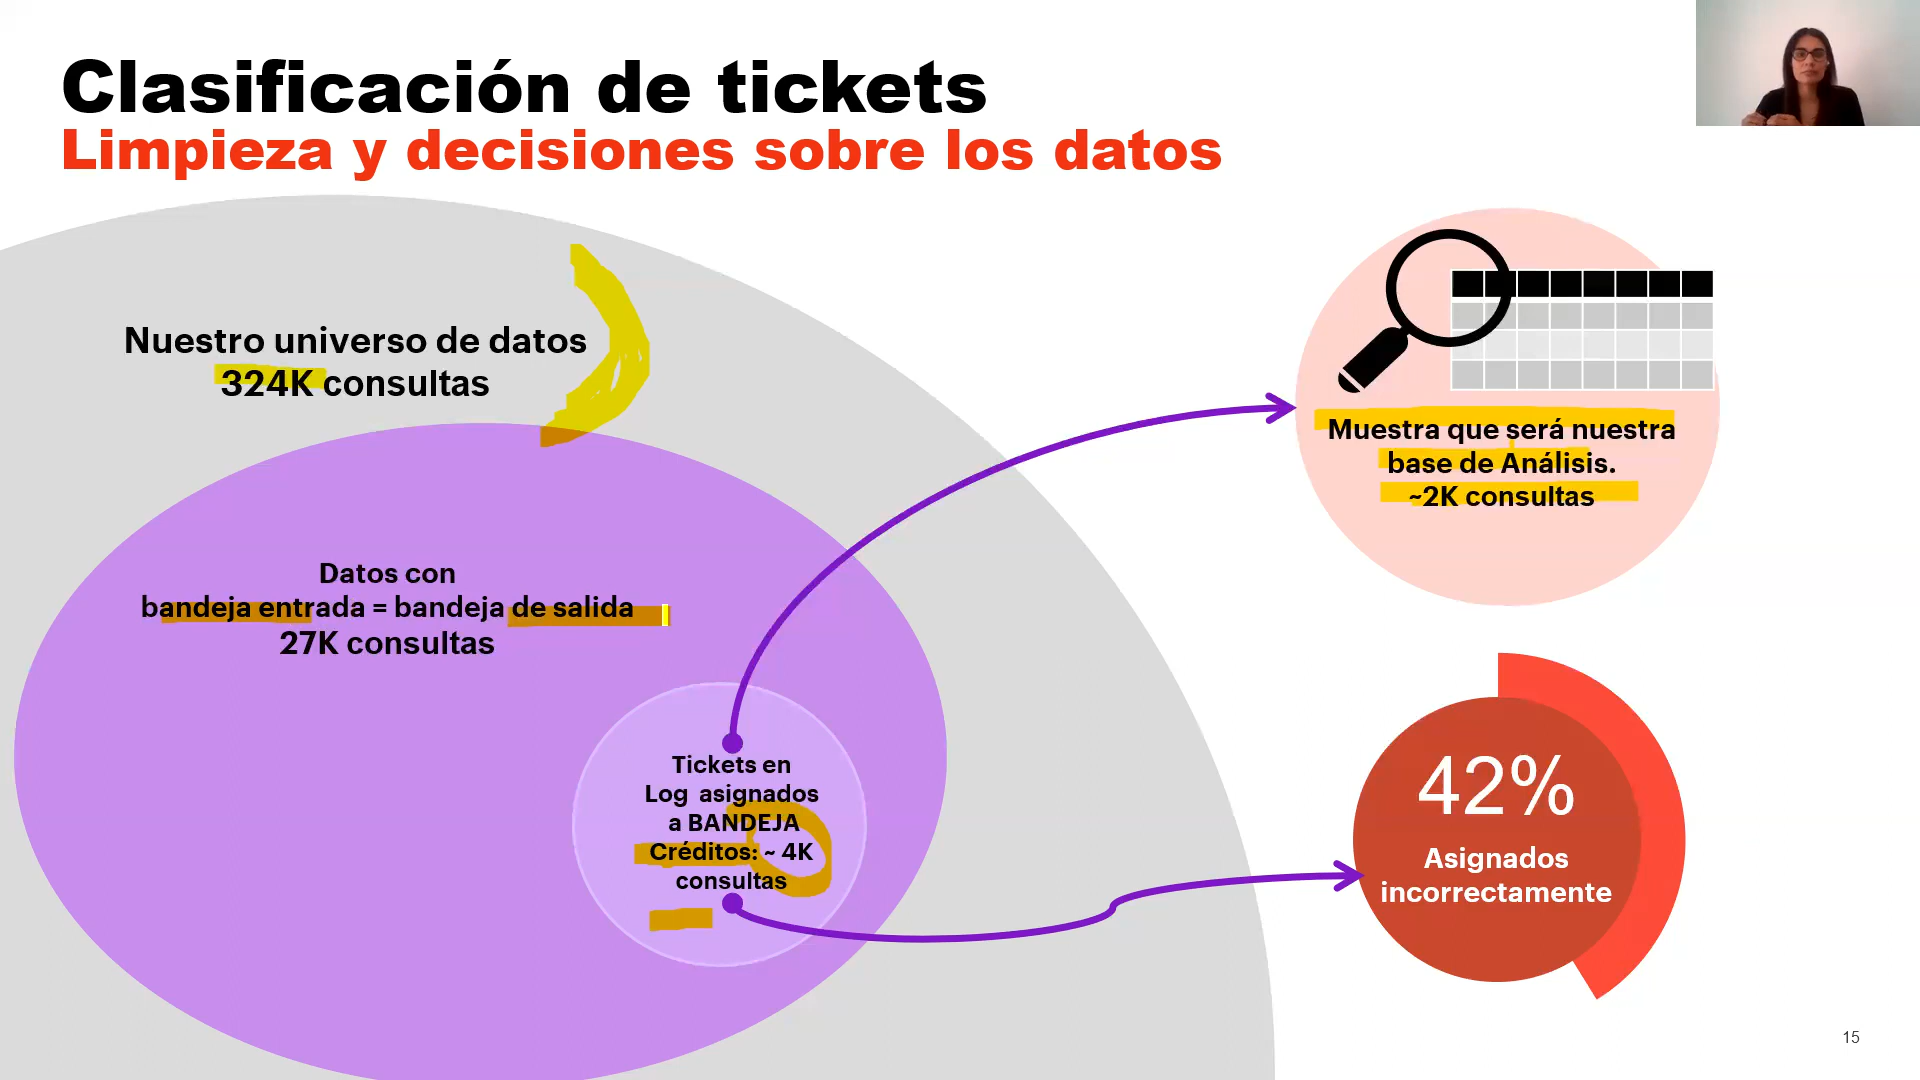 Clasificación de tickets
Limpieza y decisiones sobre los datos
Nuestro universo de datos
324K consultas
Datos con
bandeja entrada = bandeja de salida
27K consultas
Tickets en
Log asignados
a BANDEJA
Créditos: ~ 4K
consultas
Muestra que será nuestra
base de Análisis.
~2K consultas
42%
Asignados
incorrectamente
15